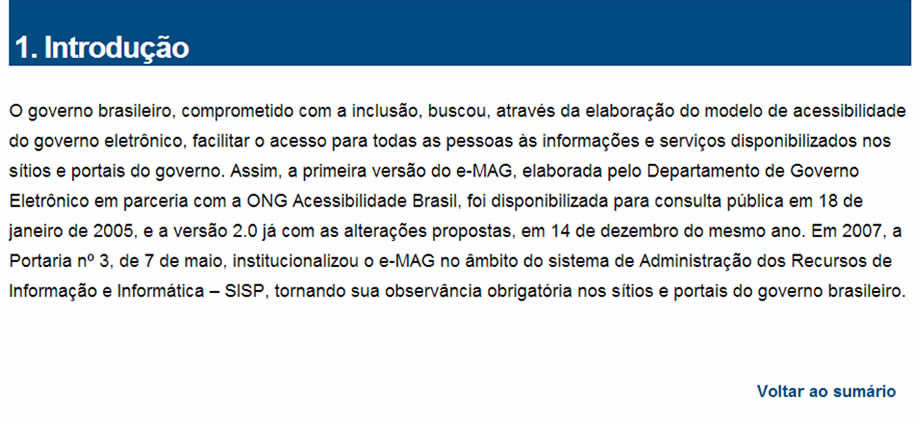 1. Introdução
O governo brasileiro, comprometido com a inclusão, buscou, através da elaboração do modelo de acessibilidade
do governo eletrônico, facilitar o acesso para todas as pessoas às informações e serviços disponibilizados nos
sítios e portais do governo. Assim, a primeira versão do e-MAG, elaborada pelo Departamento de Governo
Eletrônico em parceria com a ONG Acessibilidade Brasil, foi disponibilizada para consulta pública em 18 de
janeiro de 2005, e a versão 2.0 já com as alterações propostas, em 14 de dezembro do mesmo ano. Em 2007, a
Portaria nº 3, de 7 de maio, institucionalizou o e-MAG no âmbito do sistema de Administração dos Recursos de
Informação e Informática – SISP, tornando sua observância obrigatória nos sítios e portais do governo brasileiro.
Voltar ao sumário